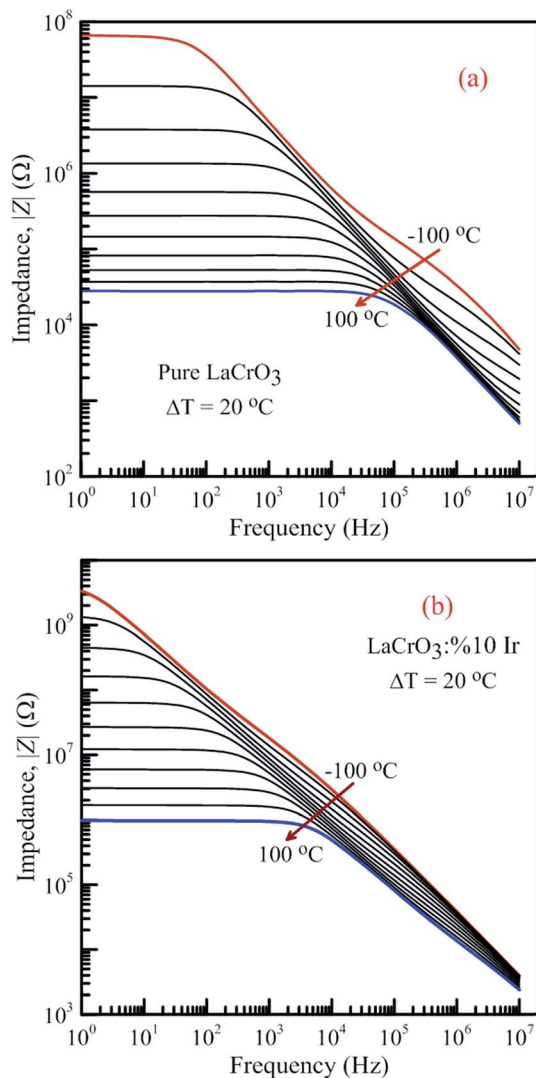 10⁸
(a)
10⁶
Impedance, |Z| (Ω)
-100 °C
10⁴
100 °C
Pure LaCrO₃
ΔT = 20 °C
10²
10⁰ 10¹ 10² 10³ 10⁴ 10⁵ 10⁶ 10⁷
Frequency (Hz)
(b)
10⁹
LaCrO₃:%10 Ir
ΔT = 20 °C
Impedance, |Z| (Ω)
10⁷
-100 °C
100 °C
10⁵
10³
10⁰ 10¹ 10² 10³ 10⁴ 10⁵ 10⁶ 10⁷
Frequency (Hz)